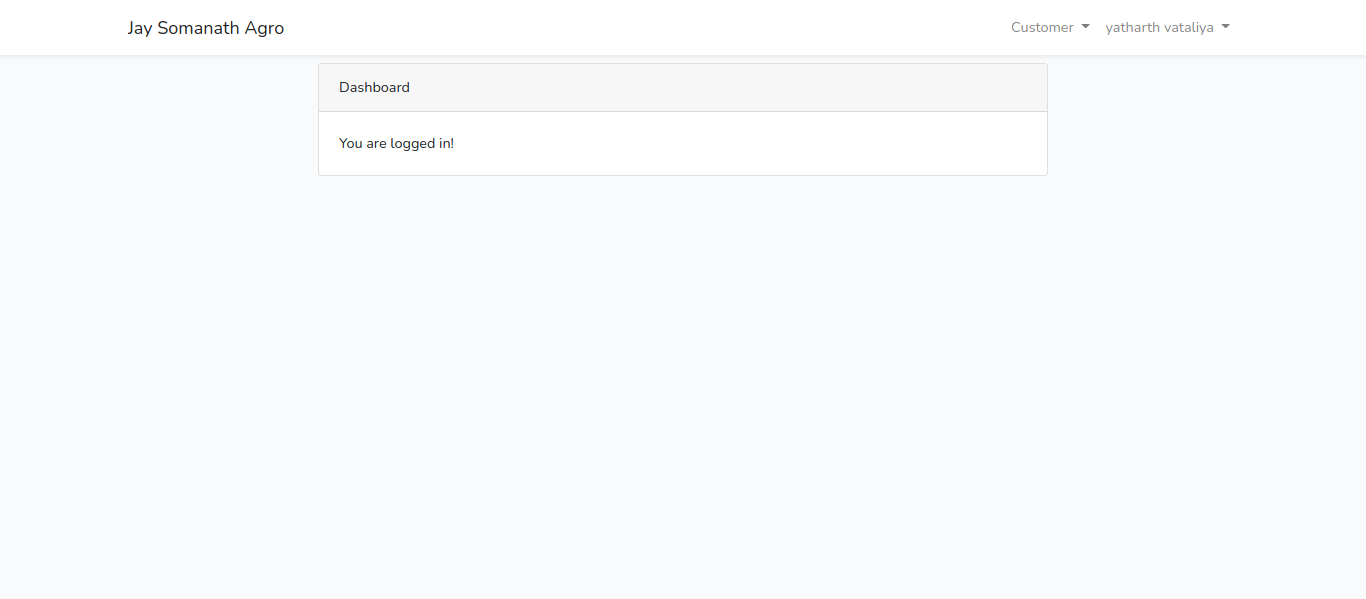 Jay Somanath Agro
Customer
yatharth vataliya
Dashboard
You are logged in!